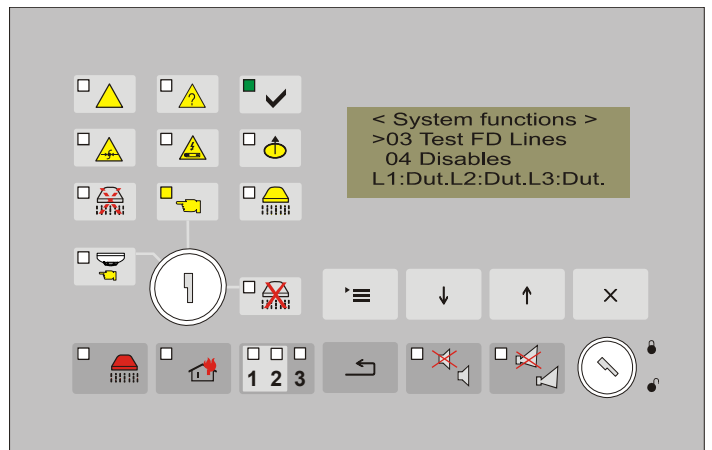 ?
< System functions >
>03 Test FD Lines
04 Disables
L1:Dut.L2:Dut.L3:Dut.
1 2 3